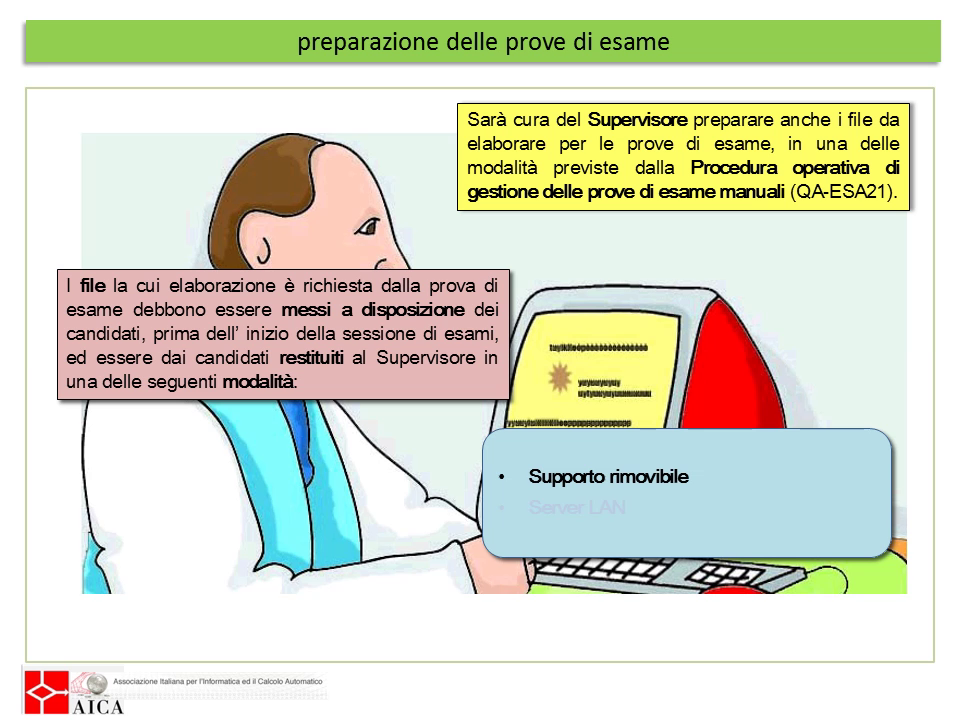 preparazione delle prove di esame
Sarà cura del Supervisore preparare anche i file da
elaborare per le prove di esame, in una delle
modalità previste dalla Procedura operativa di
gestione delle prove di esame manuali (QA-ESA21).
I file la cui elaborazione è richiesta dalla prova di
esame debbono essere messi a disposizione dei
candidati, prima dell’ inizio della sessione di esami,
ed essere dai candidati restituiti al Supervisore in
una delle seguenti modalità:
• Supporto rimovibile
• Server LAN
Associazione Italiana per l'Informatica ed il Calcolo Automatico
AICA